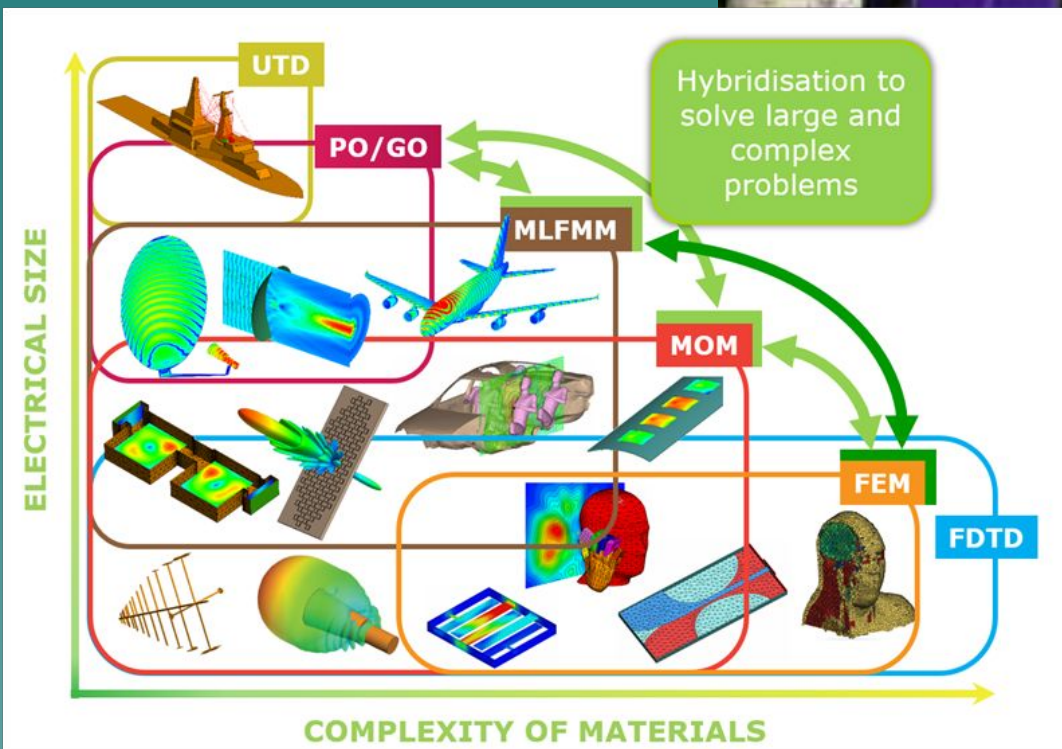 UTD
Hybridisation to
solve large and
complex
problems
PO/GO
MLFMM
MOM
FEM
FDTD
ELECTRICAL SIZE
COMPLEXITY OF MATERIALS